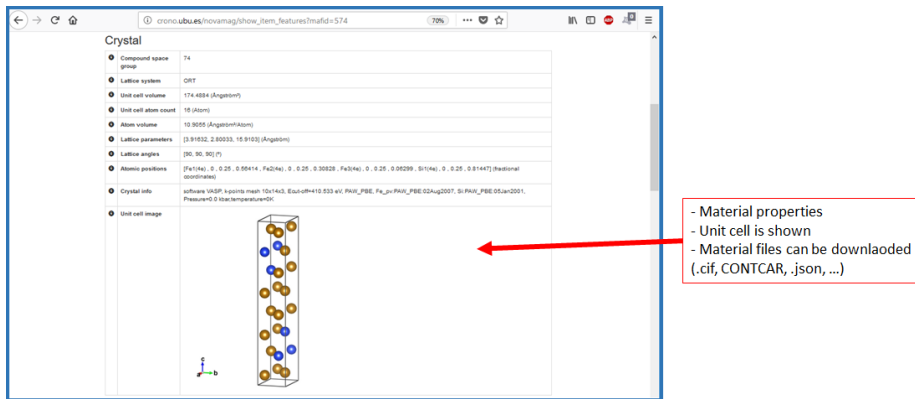 crono.ubu.es/novamag/show_item_features?mafid=574
70%
Crystal
Compound space group 74
Lattice system ORT
Unit cell volume 174.4884 (Ångström³)
Unit cell atom count 16 (Atom)
Atom volume 10.9055 (Ångström³/Atom)
Lattice parameters [3.91632, 2.80033, 15.9103] (Ångström)
Lattice angles [90, 90, 90] (°)
Atomic positions [Fe1(4e) , 0 , 0.25 , 0.56414 , Fe2(4e) , 0 , 0.25 , 0.30828 , Fe3(4e) , 0 , 0.25 , 0.06299 , Si1(4e) , 0 , 0.25 , 0.81447] (fractional
coordinates)
Crystal info software VASP, k-points mesh 10x14x3, Ecut-off=410.533 eV, PAW_PBE, Fe_pv:PAW_PBE:02Aug2007, Si:PAW_PBE:05Jan2001,
Pressure=0.0 kbar,temperature=0K
Unit cell image
c
a
b
- Material properties
- Unit cell is shown
- Material files can be downlaoded
(.cif, CONTCAR, .json, ...)